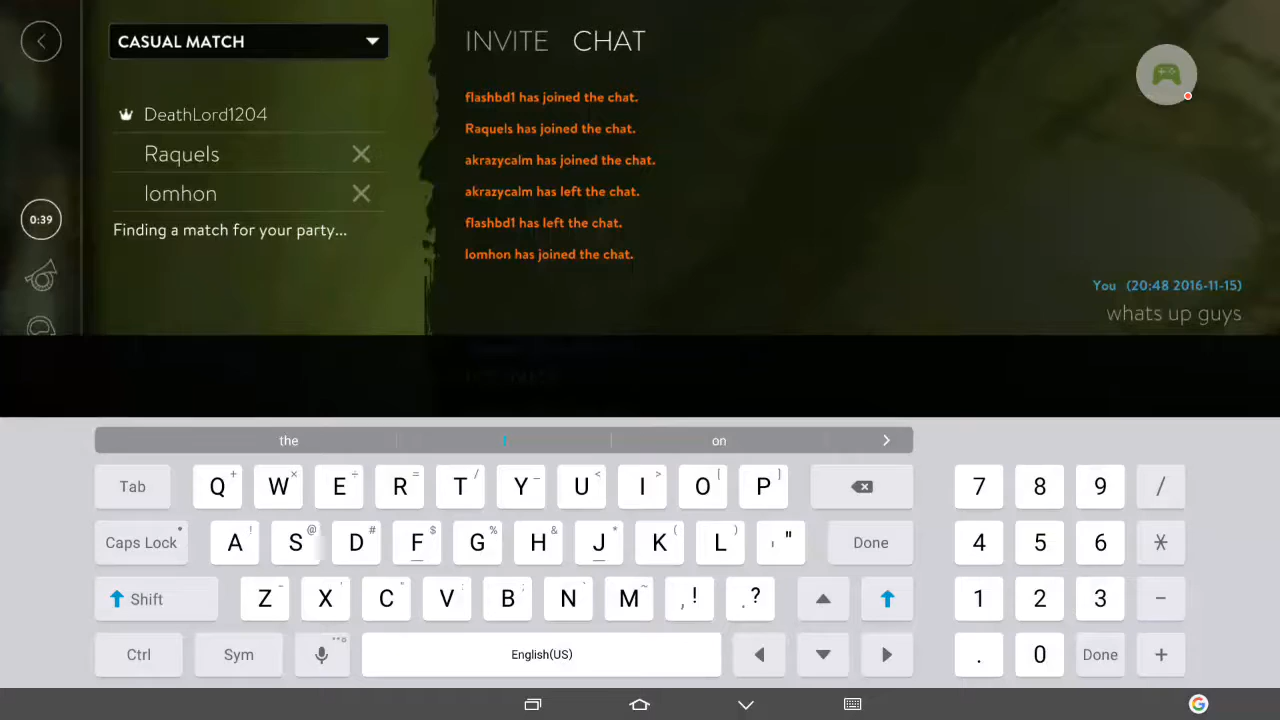 CASUAL MATCH
INVITE CHAT
DeathLord1204
Raquels
lomhon
Finding a match for your party...
0:39
flashbd1 has joined the chat.
Raquels has joined the chat.
akrazycalm has joined the chat.
akrazycalm has left the chat.
flashbd1 has left the chat.
lomhon has joined the chat.
You (20:48 2016-11-15)
whats up guys
the I on
Tab Q + W × E ÷ R = T / Y _ U < I > O [ P ] 7 8 9 /
Caps Lock A ! S @ D # F $ G % H & J * K ( L ) ' " Done 4 5 6 *
Shift Z X C V B N M , ! . ? 1 2 3 −
Ctrl Sym English(US) . 0 Done +
G